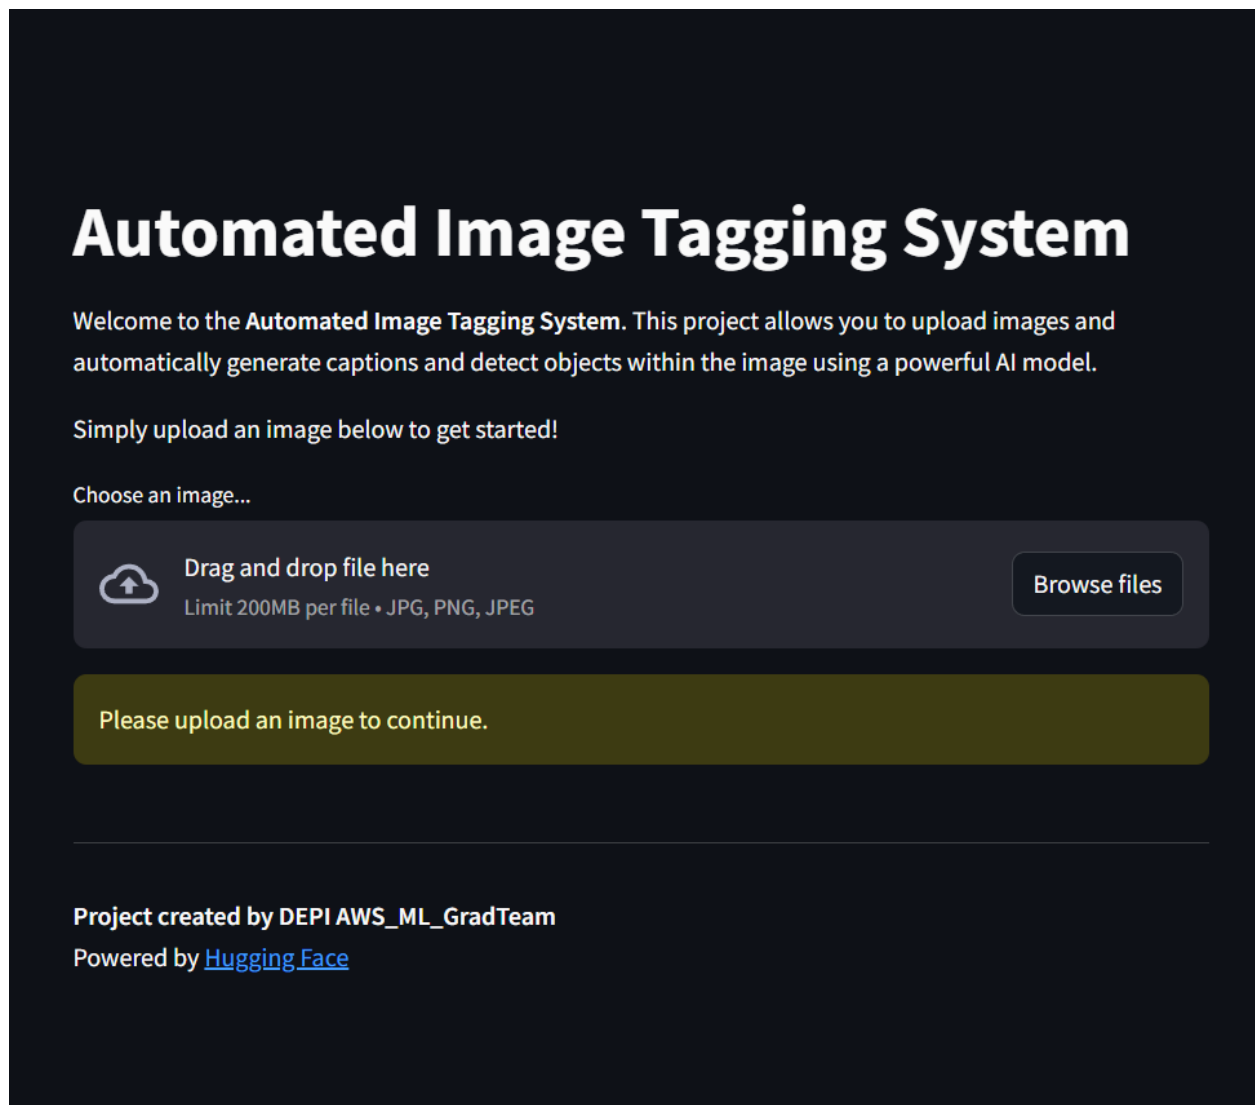 Automated Image Tagging System
Welcome to the Automated Image Tagging System. This project allows you to upload images and
automatically generate captions and detect objects within the image using a powerful AI model.
Simply upload an image below to get started!
Choose an image...
Drag and drop file here
Limit 200MB per file • JPG, PNG, JPEG
Browse files
Please upload an image to continue.
Project created by DEPI AWS_ML_GradTeam
Powered by Hugging Face